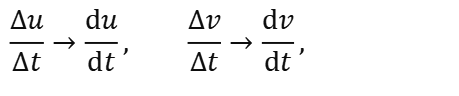 Δu/Δt → du/dt, Δv/Δt → dv/dt,